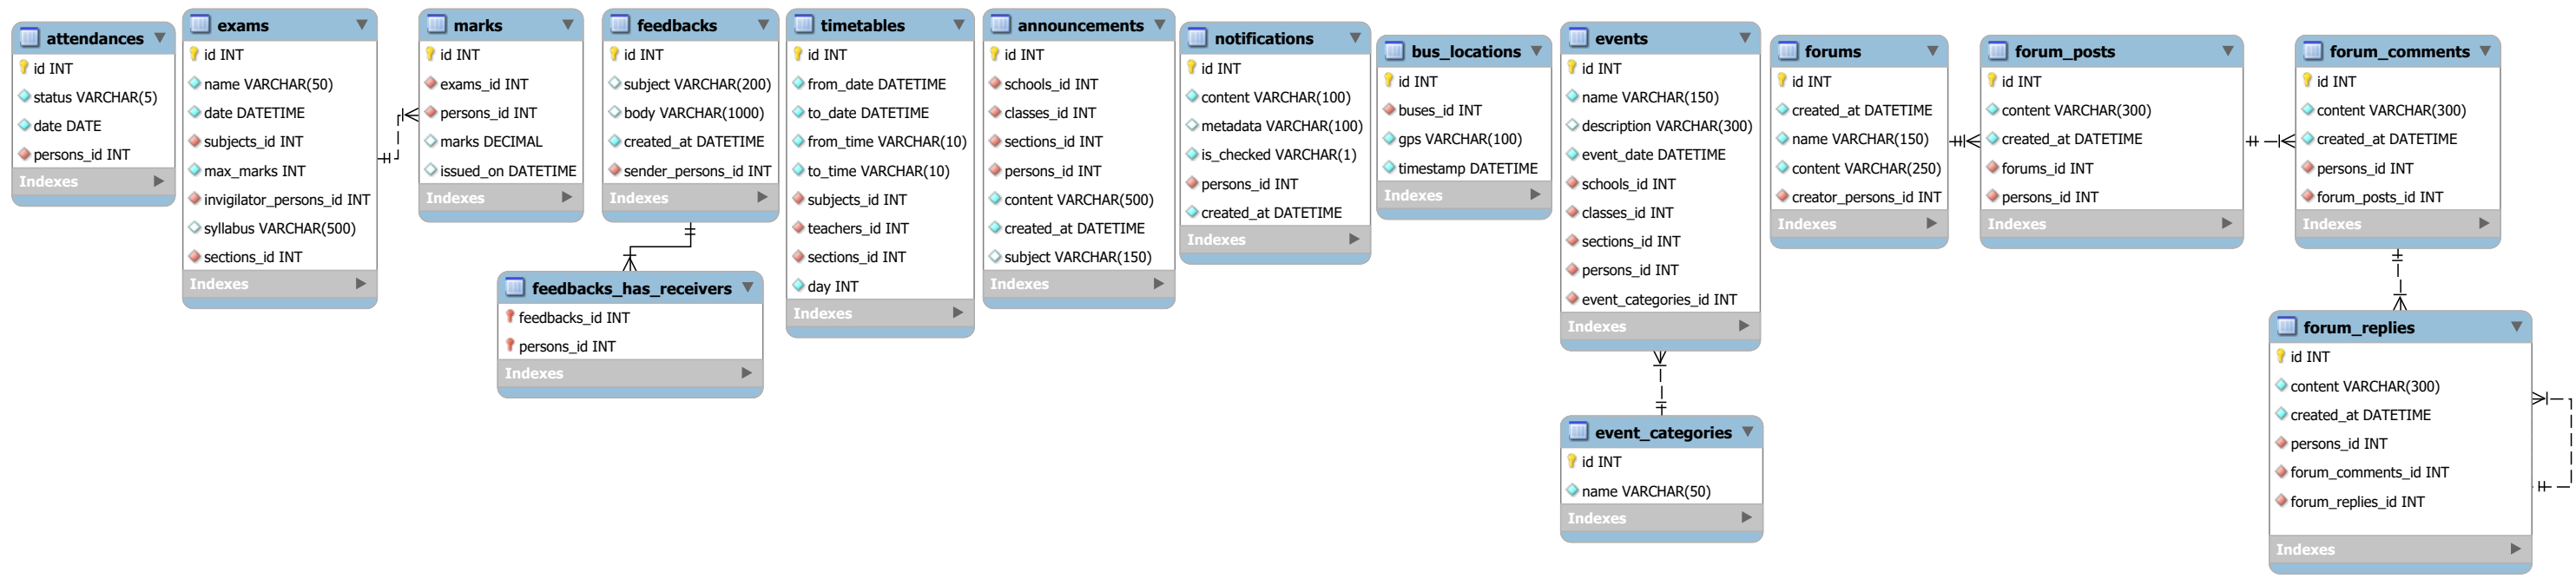 attendances
id INT
status VARCHAR(5)
date DATE
persons_id INT
Indexes
exams
id INT
name VARCHAR(50)
date DATETIME
subjects_id INT
max_marks INT
invigilator_persons_id INT
syllabus VARCHAR(500)
sections_id INT
Indexes
marks
id INT
exams_id INT
persons_id INT
marks DECIMAL
issued_on DATETIME
Indexes
feedbacks
id INT
subject VARCHAR(200)
body VARCHAR(1000)
created_at DATETIME
sender_persons_id INT
Indexes
feedbacks_has_receivers
feedbacks_id INT
persons_id INT
Indexes
timetables
id INT
from_date DATETIME
to_date DATETIME
from_time VARCHAR(10)
to_time VARCHAR(10)
subjects_id INT
teachers_id INT
sections_id INT
day INT
Indexes
announcements
id INT
schools_id INT
classes_id INT
sections_id INT
persons_id INT
content VARCHAR(500)
created_at DATETIME
subject VARCHAR(150)
Indexes
notifications
id INT
content VARCHAR(100)
metadata VARCHAR(100)
is_checked VARCHAR(1)
persons_id INT
created_at DATETIME
Indexes
bus_locations
id INT
buses_id INT
gps VARCHAR(100)
timestamp DATETIME
Indexes
events
id INT
name VARCHAR(150)
description VARCHAR(300)
event_date DATETIME
schools_id INT
classes_id INT
sections_id INT
persons_id INT
event_categories_id INT
Indexes
event_categories
id INT
name VARCHAR(50)
Indexes
forums
id INT
created_at DATETIME
name VARCHAR(150)
content VARCHAR(250)
creator_persons_id INT
Indexes
forum_posts
id INT
content VARCHAR(300)
created_at DATETIME
forums_id INT
persons_id INT
Indexes
forum_comments
id INT
content VARCHAR(300)
created_at DATETIME
persons_id INT
forum_posts_id INT
Indexes
forum_replies
id INT
content VARCHAR(300)
created_at DATETIME
persons_id INT
forum_comments_id INT
forum_replies_id INT
Indexes